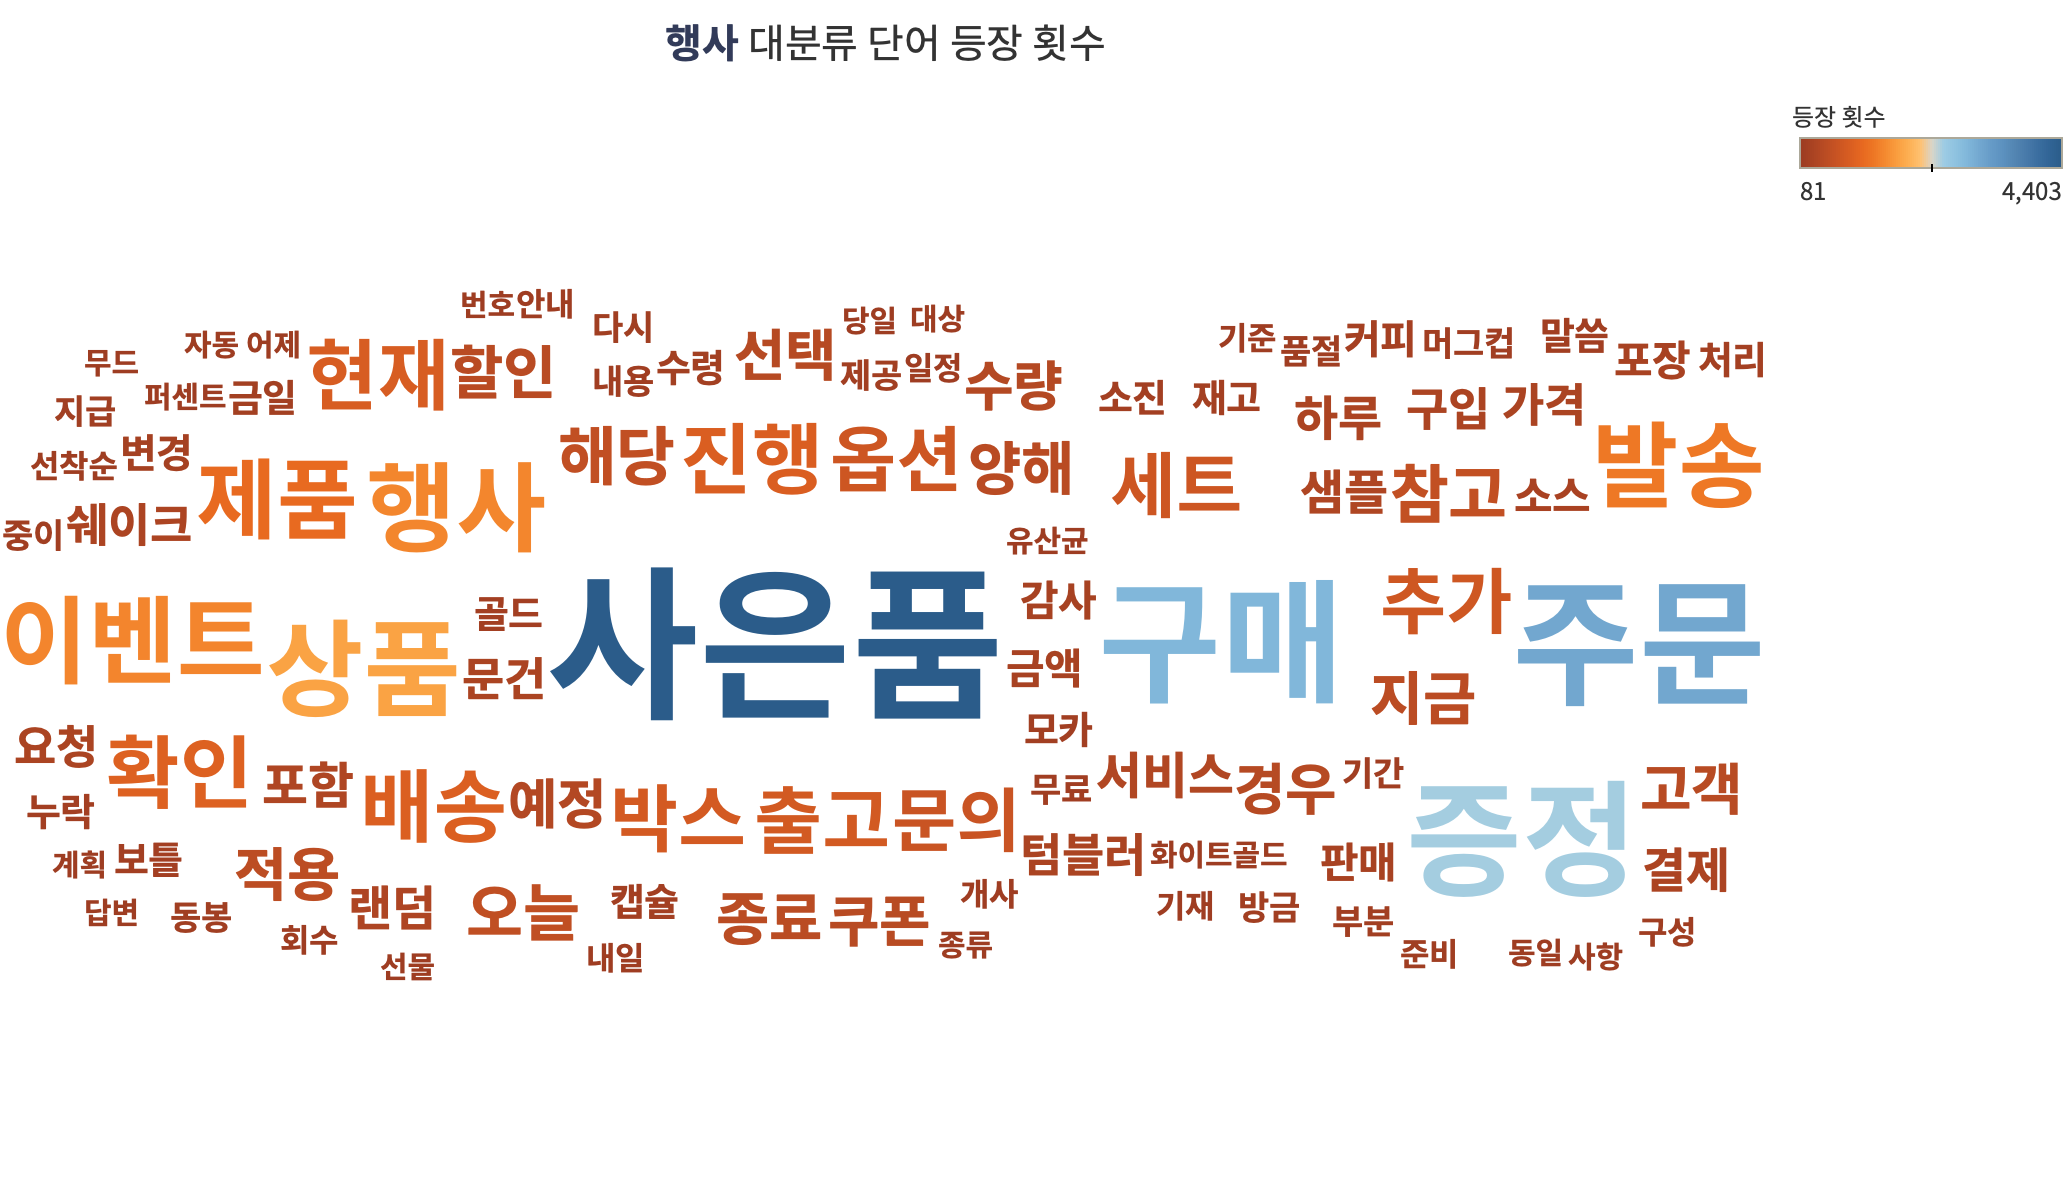 행사 대분류 단어 등장 횟수
등장 횟수
81 4,403
번호 안내 다시 당일 대상
자동 어제 현재 할인 선택 기준 품절 커피 머그컵 말씀 포장 처리
무드 퍼센트 금일 내용 수령 제공 일정 수량 소진 재고 하루 구입 가격
지급 선착순 변경 제품 행사 해당 진행 옵션 양해 세트 샘플 참고 소스 발송
중이 쉐이크 유산균
이벤트 상품 골드 문건 사은품 감사 금액 구매 추가 지금 주문
모카
요청 확인 포함 배송 예정 박스 출고 문의 무료 서비스 경우 기간 증정 고객
누락 계획 보틀 적용 텀블러 화이트골드 판매 결제
답변 동봉 랜덤 오늘 캡슐 종료 쿠폰 개사 기재 방금 부분
회수 선물 내일 종류 준비 동일 사항 구성